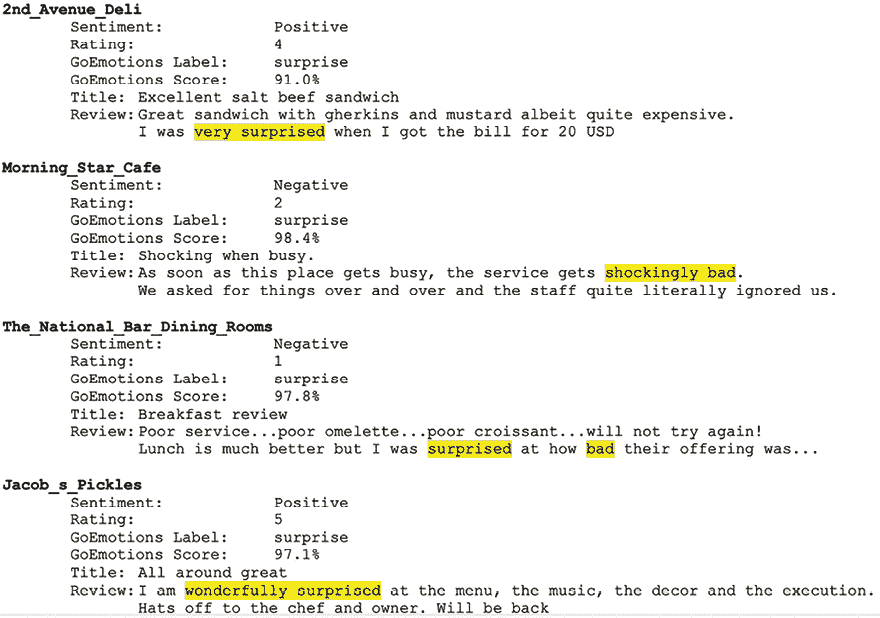 2nd_Avenue_Deli
Sentiment: Positive
Rating: 4
GoEmotions Label: surprise
GoEmotions Score: 91.0%
Title: Excellent salt beef sandwich
Review: Great sandwich with gherkins and mustard albeit quite expensive.
I was very surprised when I got the bill for 20 USD
Morning_Star_Cafe
Sentiment: Negative
Rating: 2
GoEmotions Label: surprise
GoEmotions Score: 98.4%
Title: Shocking when busy.
Review: As soon as this place gets busy, the service gets shockingly bad.
We asked for things over and over and the staff quite literally ignored us.
The_National_Bar_Dining_Rooms
Sentiment: Negative
Rating: 1
GoEmotions Label: surprise
GoEmotions Score: 97.8%
Title: Breakfast review
Review: Poor service...poor omelette...poor croissant...will not try again!
Lunch is much better but I was surprised at how bad their offering was...
Jacob_s_Pickles
Sentiment: Positive
Rating: 5
GoEmotions Label: surprise
GoEmotions Score: 97.1%
Title: All around great
Review: I am wonderfully surprised at the menu, the music, the decor and the execution.
Hats off to the chef and owner. Will be back